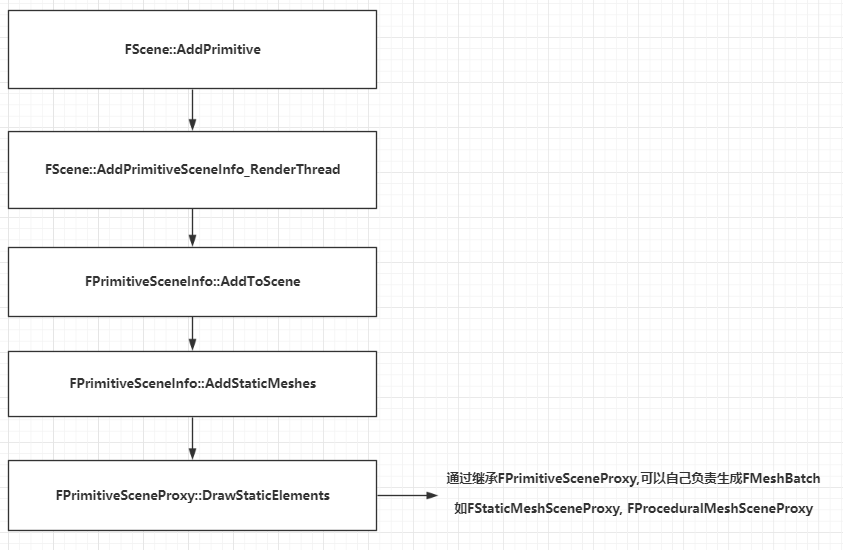 FScene::AddPrimitive
FScene::AddPrimitiveSceneInfo_RenderThread
FPrimitiveSceneInfo::AddToScene
FPrimitiveSceneInfo::AddStaticMeshes
FPrimitiveSceneProxy::DrawStaticElements
通过继承FPrimitiveSceneProxy,可以自己负责生成FMeshBatch
如FStaticMeshSceneProxy, FProceduralMeshSceneProxy